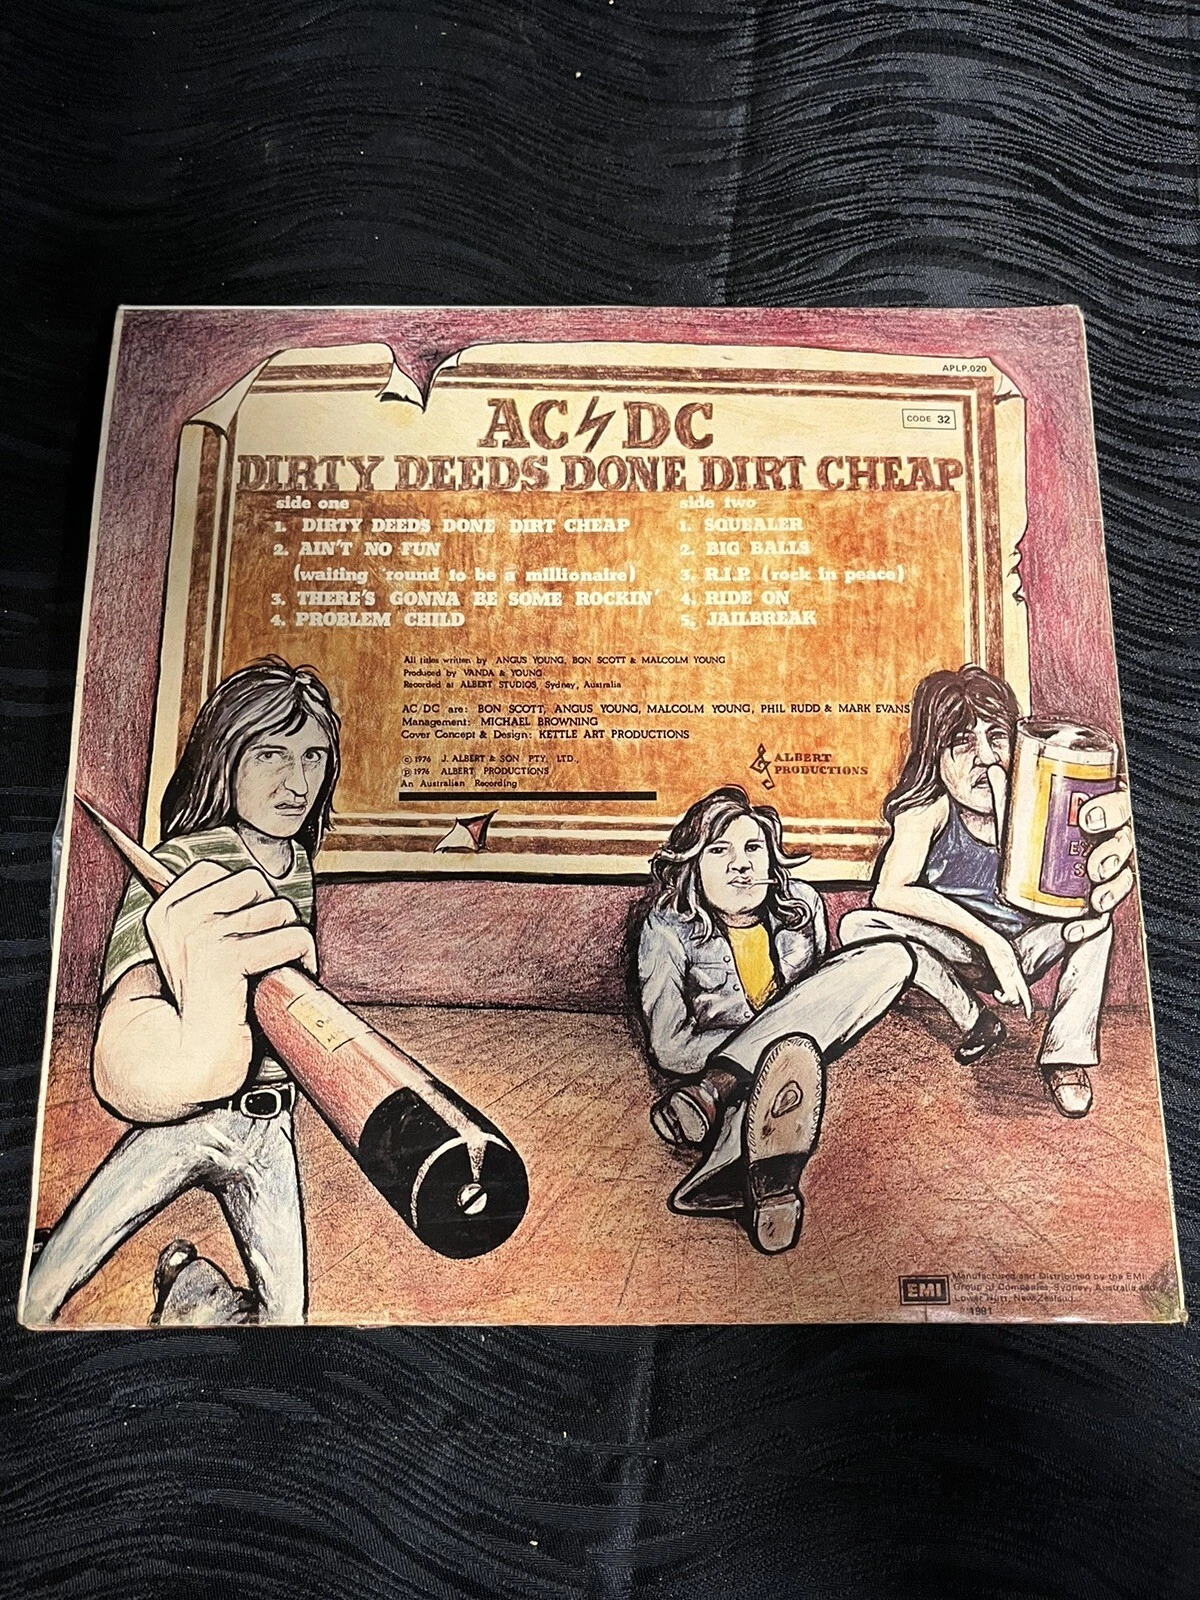 APLP.020
CODE 32
AC DC
DIRTY DEEDS DONE DIRT CHEAP
side one
1. DIRTY DEEDS DONE DIRT CHEAP
2. AIN'T NO FUN
(waiting 'round to be a millionaire)
3. THERE'S GONNA BE SOME ROCKIN'
4. PROBLEM CHILD
side two
1. SQUEALER
2. BIG BALLS
3. R.I.P. (rock in peace)
4. RIDE ON
5. JAILBREAK
All titles written by ANGUS YOUNG, BON SCOTT & MALCOLM YOUNG
Produced by VANDA & YOUNG
Recorded at ALBERT STUDIOS, Sydney, Australia
AC/DC are: BON SCOTT, ANGUS YOUNG, MALCOLM YOUNG, PHIL RUDD & MARK EVANS
Management: MICHAEL BROWNING
Cover Concept & Design: KETTLE ART PRODUCTIONS
© 1976 J. ALBERT & SON PTY. LTD.,
℗ 1976 ALBERT PRODUCTIONS
An Australian Recording
ALBERT
PRODUCTIONS
EMI
Manufactured and Distributed by the EMI
Group of Companies Sydney, Australia and
Lower Hutt, New Zealand
1991